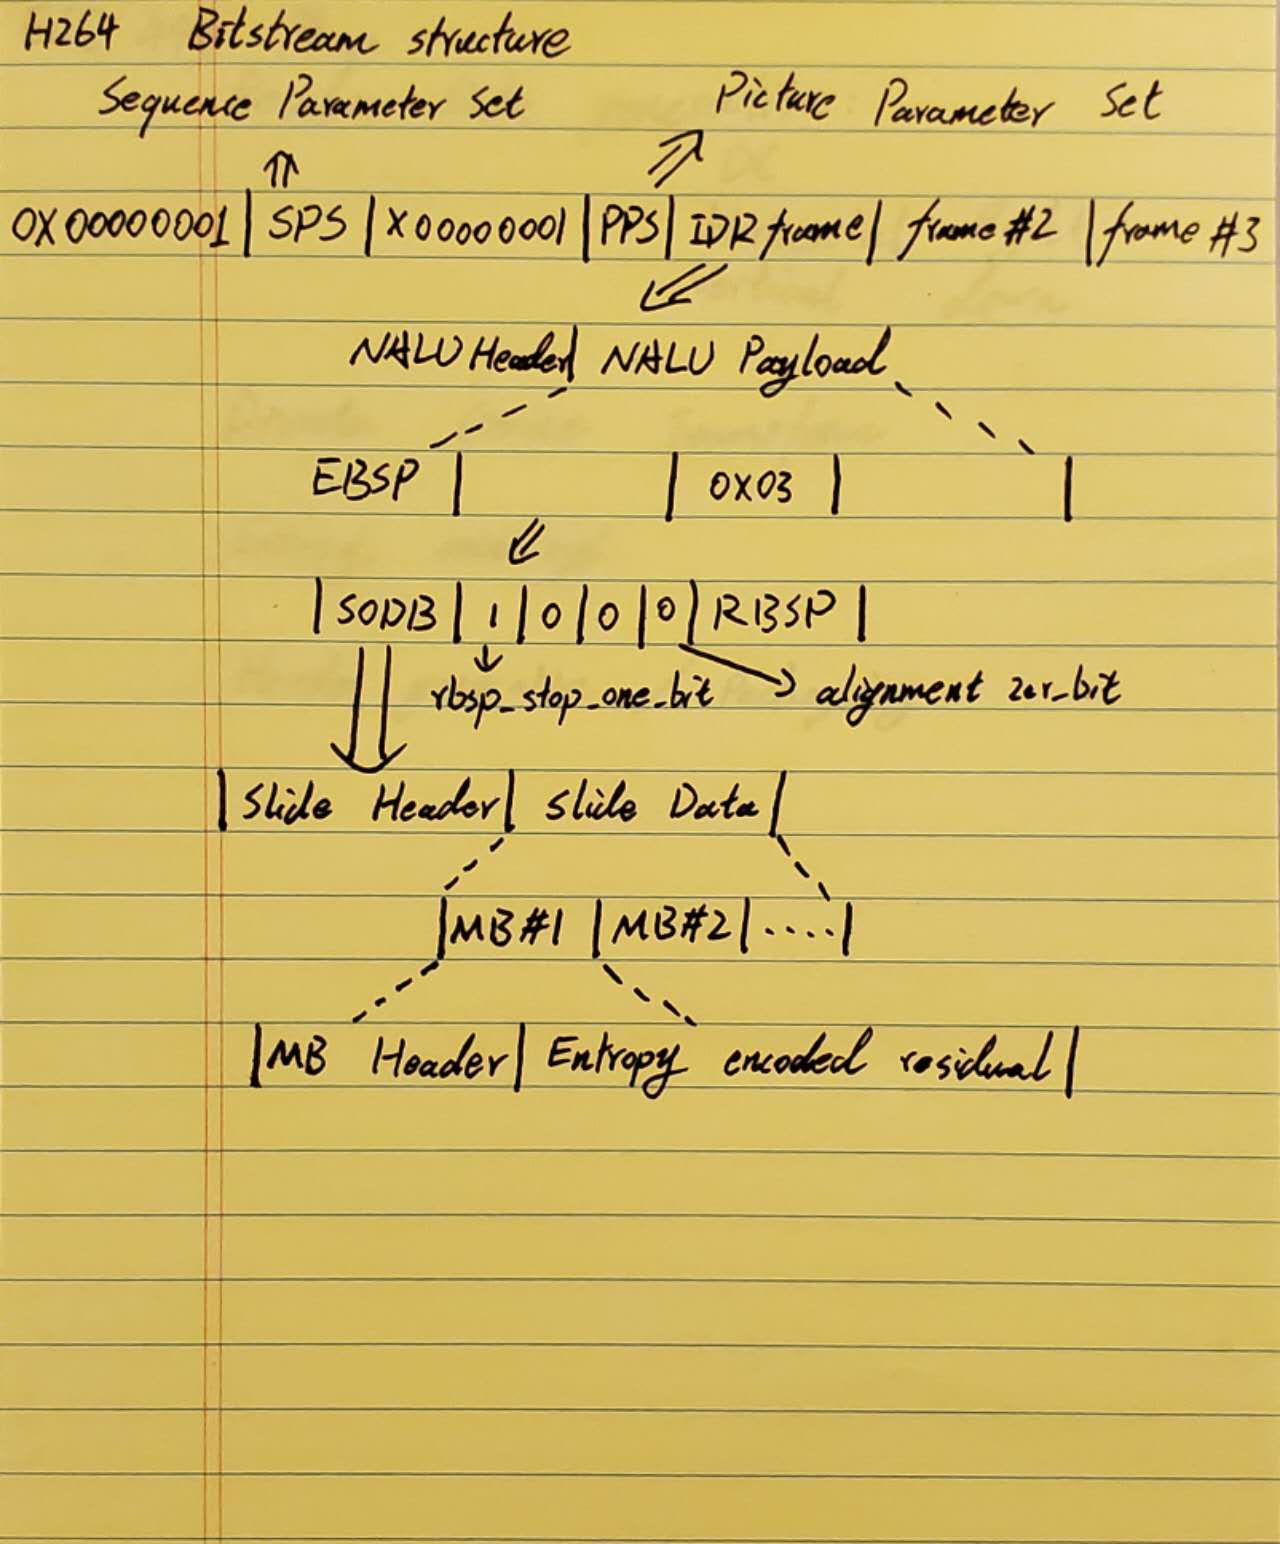 H264 Bitstream structure
Sequence Parameter Set Picture Parameter Set
0X00000001 | SPS | X00000001 | PPS | IDR frame | frame #2 | frame #3
NALU Header | NALU Payload
EBSP | | 0X03 | |
| SODB | 1 | 0 | 0 | 0 | RBSP |
rbsp_stop_one_bit alignment zer_bit
| Slide Header | Slide Data |
| MB#1 | MB#2 | .... |
| MB Header | Entropy encoded residual |